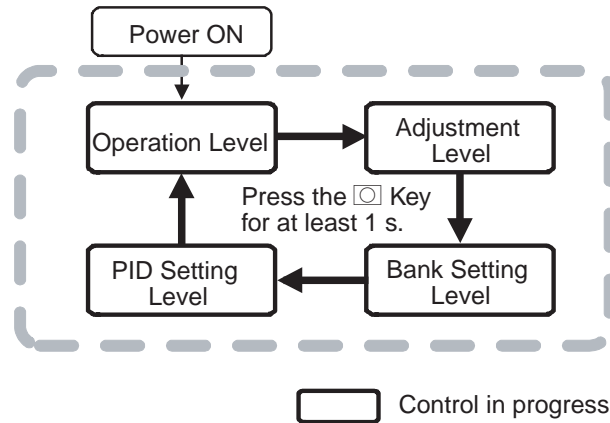 Power ON
Operation Level
Adjustment
Level
Press the Key
for at least 1 s.
PID Setting
Level
Bank Setting
Level
Control in progress